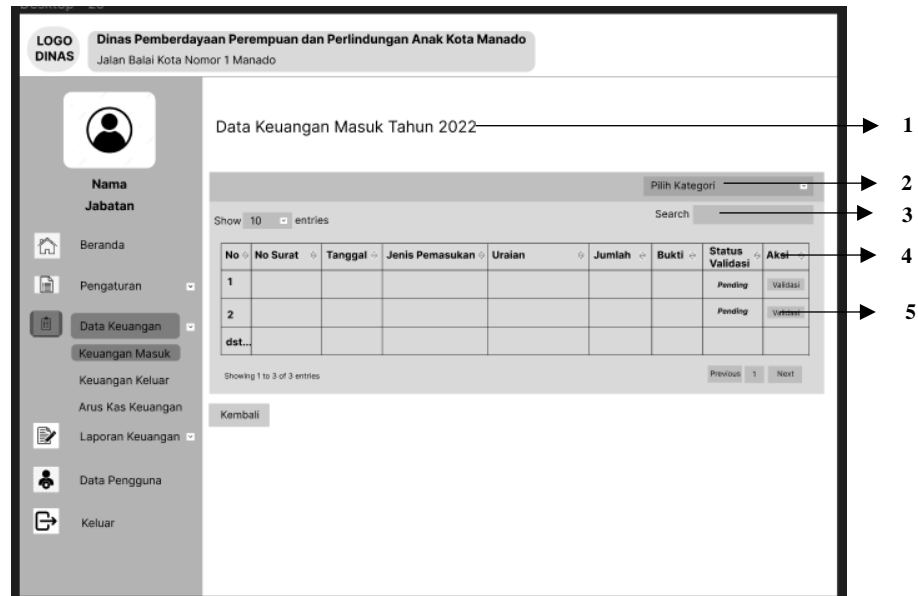 LOGO
DINAS
Dinas Pemberdayaan Perempuan dan Perlindungan Anak Kota Manado
Jalan Balai Kota Nomor 1 Manado
Nama
Jabatan
Beranda
Pengaturan
Data Keuangan
Keuangan Masuk
Keuangan Keluar
Arus Kas Keuangan
Laporan Keuangan
Data Pengguna
Keluar
Data Keuangan Masuk Tahun 2022
1
Pilih Kategori
2
Show 10 entries
Search
3
No No Surat Tanggal Jenis Pemasukan Uraian Jumlah Bukti Status Validasi Aksi
4
1 Pending Validasi
2 Pending Validasi
5
dst...
Showing 1 to 3 of 3 entries
Previous 1 Next
Kembali